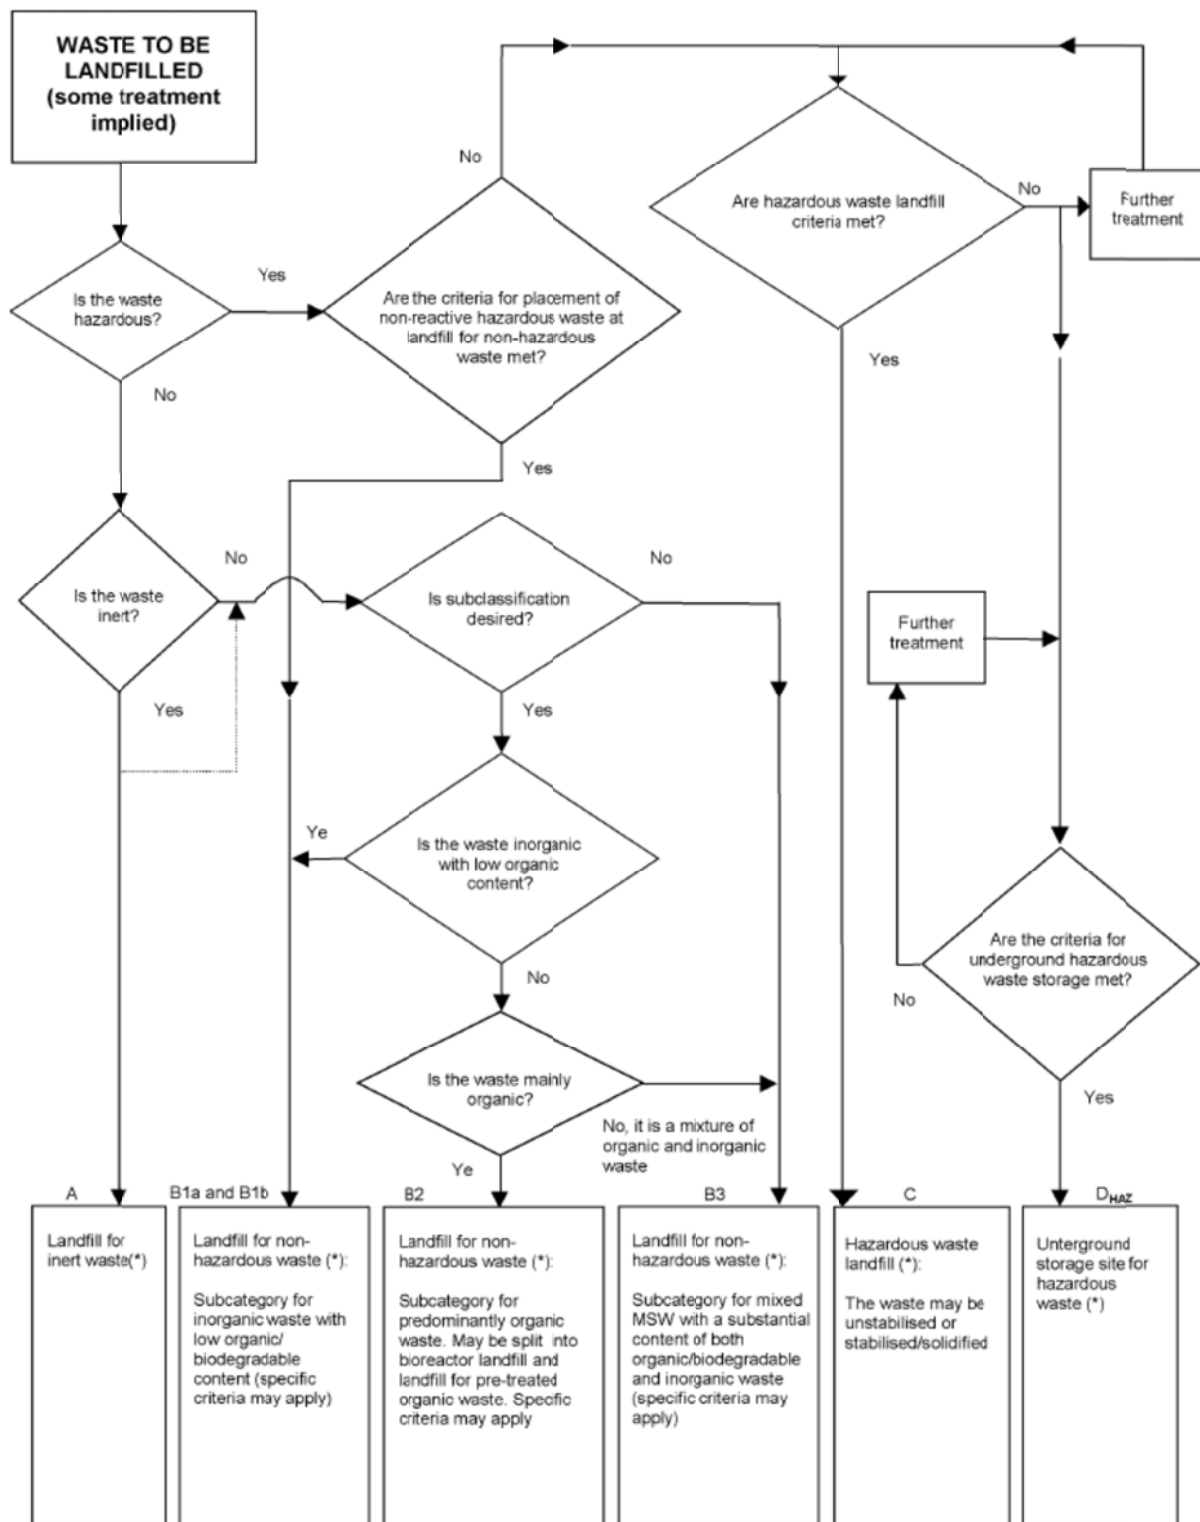 WASTE TO BE
LANDFILLED
(some treatment
implied)
No
Are hazardous waste landfill
criteria met?
No
Further
treatment
Is the waste
hazardous?
Yes
Are the criteria for placement of
non-reactive hazardous waste at
landfill for non-hazardous
waste met?
Yes
No
Yes
Is the waste
inert?
No
Is subclassification
desired?
No
Further
treatment
Yes
Yes
Ye
Is the waste inorganic
with low organic
content?
Are the criteria for
underground hazardous
waste storage met?
No
No
Is the waste mainly
organic?
Yes
No, it is a mixture of
organic and inorganic
waste
Ye
A
Landfill for
inert waste(*)
B1a and B1b
Landfill for non-
hazardous waste (*):
Subcategory for
inorganic waste with
low organic/
biodegradable
content (specific
criteria may apply)
B2
Landfill for non-
hazardous waste (*):
Subcategory for
predominantly organic
waste. May be split into
bioreactor landfill and
landfill for pre-treated
organic waste. Specific
criteria may apply
B3
Landfill for non-
hazardous waste (*):
Subcategory for mixed
MSW with a substantial
content of both
organic/biodegradable
and inorganic waste
(specific criteria may
apply)
C
Hazardous waste
landfill (*):
The waste may be
unstabilised or
stabilised/solidified
DHAZ
Unterground
storage site for
hazardous
waste (*)